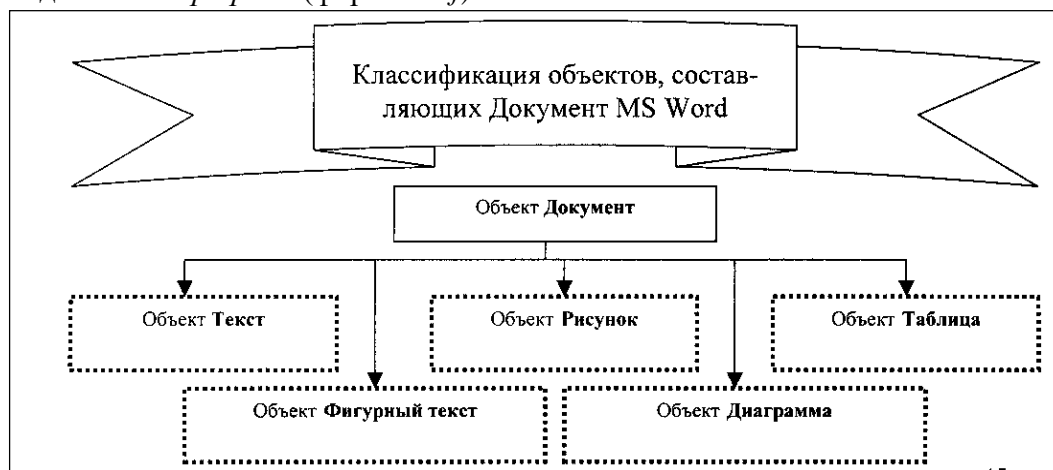 Классификация объектов, состав-
ляющих Документ MS Word
Объект Документ
Объект Текст
Объект Рисунок
Объект Таблица
Объект Фигурный текст
Объект Диаграмма